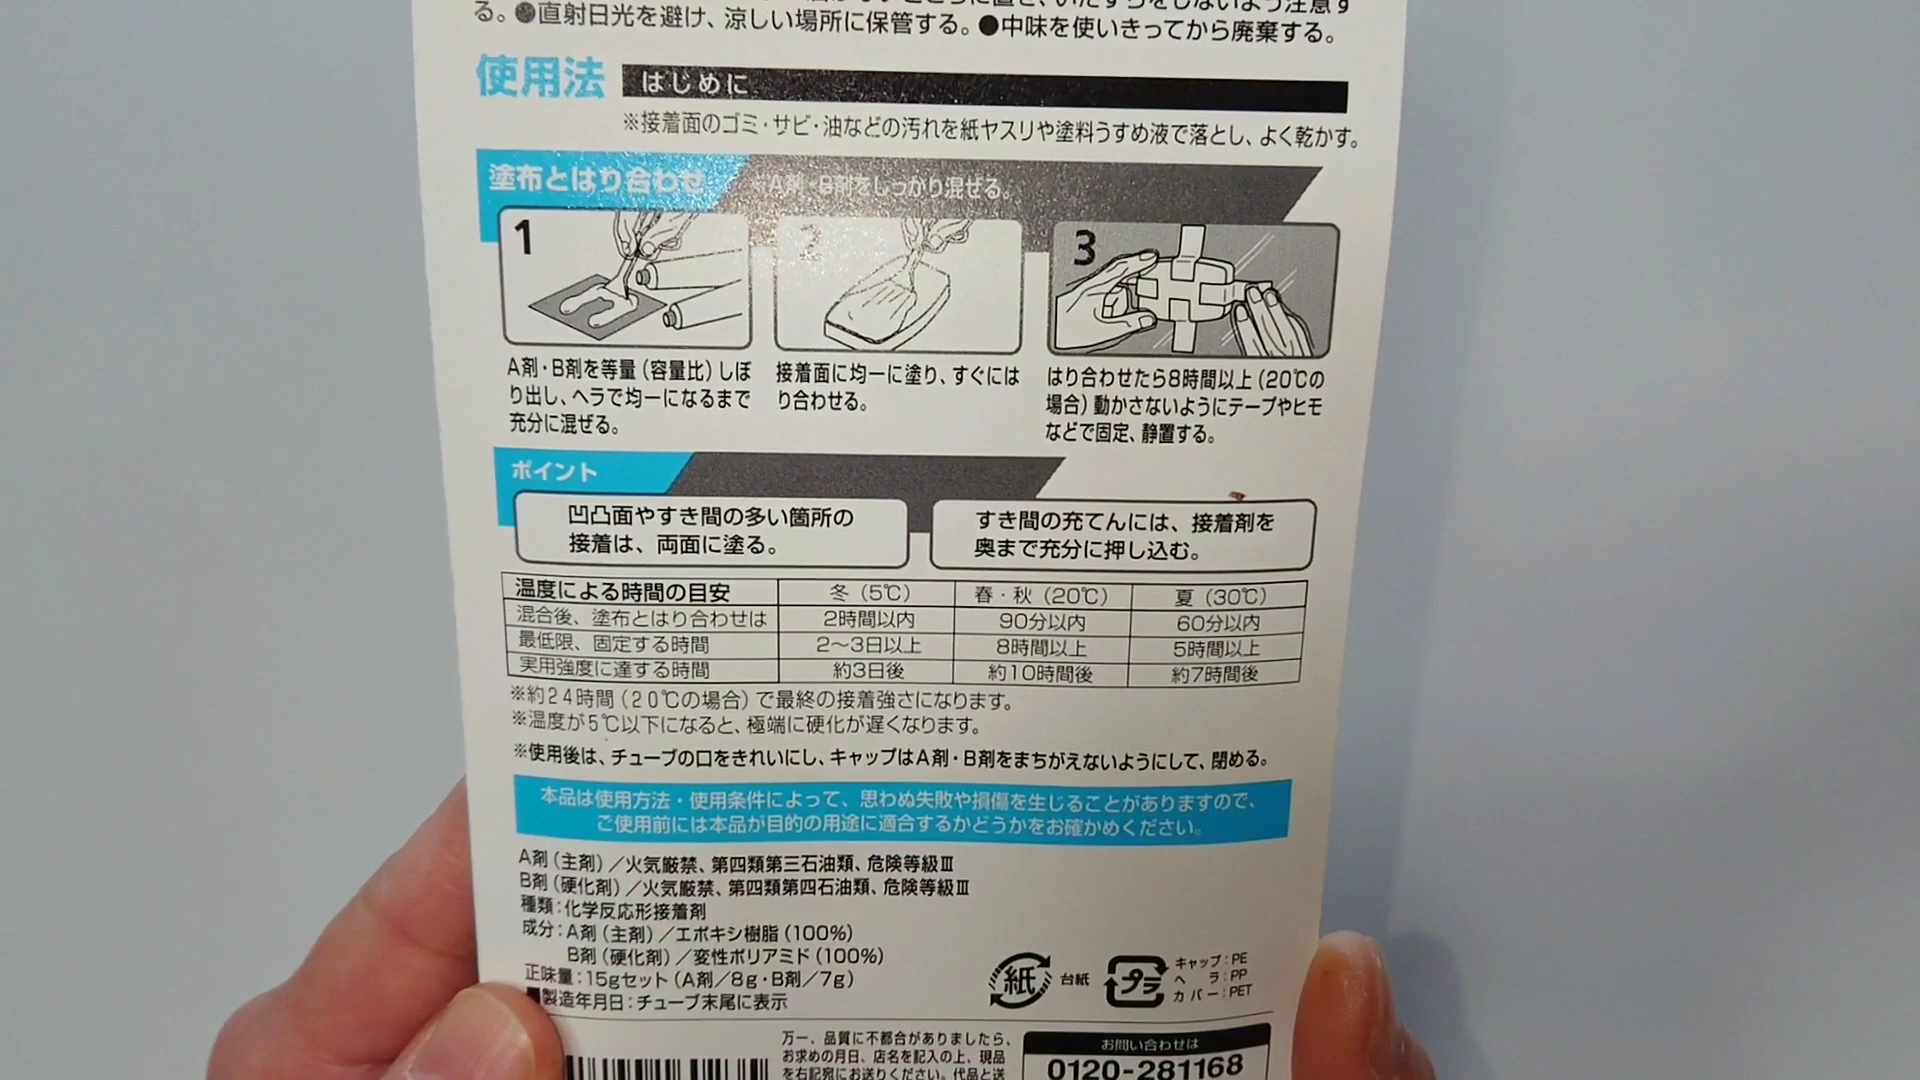 る。●直射日光を避け、涼しい場所に保管する。●中味を使いきってから廃棄する。
使用法 はじめに
※接着面のゴミ・サビ・油などの汚れを紙ヤスリや塗料うすめ液で落とし、よく乾かす。
塗布とはり合わせ ※A剤・B剤をしっかり混ぜる。
1
A剤・B剤を等量(容量比)しぼ
り出し、ヘラで均一になるまで
充分に混ぜる。
2
接着面に均一に塗り、すぐには
り合わせる。
3
はり合わせたら8時間以上(20℃の
場合)動かさないようにテープやヒモ
などで固定、静置する。
ポイント
凹凸面やすき間の多い箇所の
接着は、両面に塗る。
すき間の充てんには、接着剤を
奥まで充分に押し込む。
温度による時間の目安 冬(5℃) 春・秋(20℃) 夏(30℃)
混合後、塗布とはり合わせは 2時間以内 90分以内 60分以内
最低限、固定する時間 2〜3日以上 8時間以上 5時間以上
実用強度に達する時間 約3日後 約10時間後 約7時間後
※約24時間(20℃の場合)で最終の接着強さになります。
※温度が5℃以下になると、極端に硬化が遅くなります。
※使用後は、チューブの口をきれいにし、キャップはA剤・B剤をまちがえないようにして、閉める。
本品は使用方法・使用条件によって、思わぬ失敗や損傷を生じることがありますので、
ご使用前には本品が目的の用途に適合するかどうかをお確かめください。
A剤(主剤)/火気厳禁、第四類第三石油類、危険等級Ⅲ
B剤(硬化剤)/火気厳禁、第四類第四石油類、危険等級Ⅲ
種類:化学反応形接着剤
成分:A剤(主剤)/エポキシ樹脂(100%)
B剤(硬化剤)/変性ポリアミド(100%)
正味量:15gセット(A剤/8g・B剤/7g)
■製造年月日:チューブ末尾に表示
紙 台紙
プラ
キャップ:PE
ヘラ:PP
カバー:PET
万一、品質に不都合がありましたら、
お求めの月日、店名を記入の上、現品
を右記宛にお送りください。代品と送
お問い合わせは
0120-281168